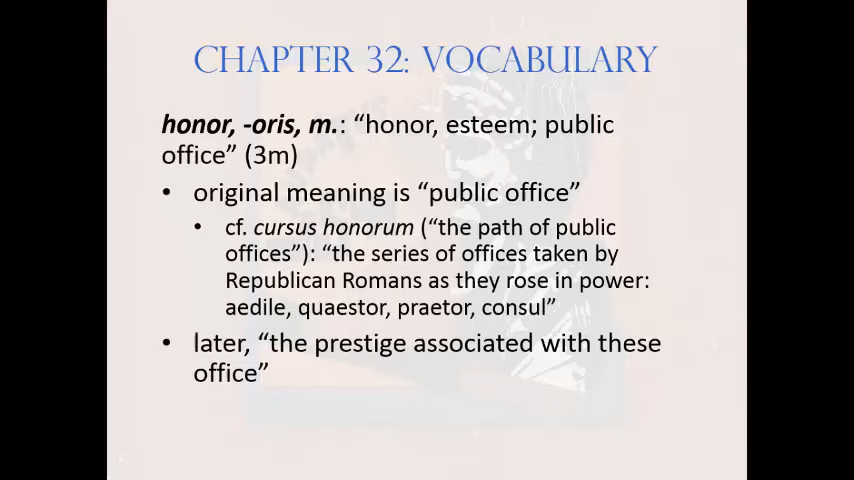 CHAPTER 32: VOCABULARY
honor, -oris, m.: “honor, esteem; public
office” (3m)
• original meaning is “public office”
• cf. cursus honorum (“the path of public
offices”): “the series of offices taken by
Republican Romans as they rose in power:
aedile, quaestor, praetor, consul”
• later, “the prestige associated with these
office”